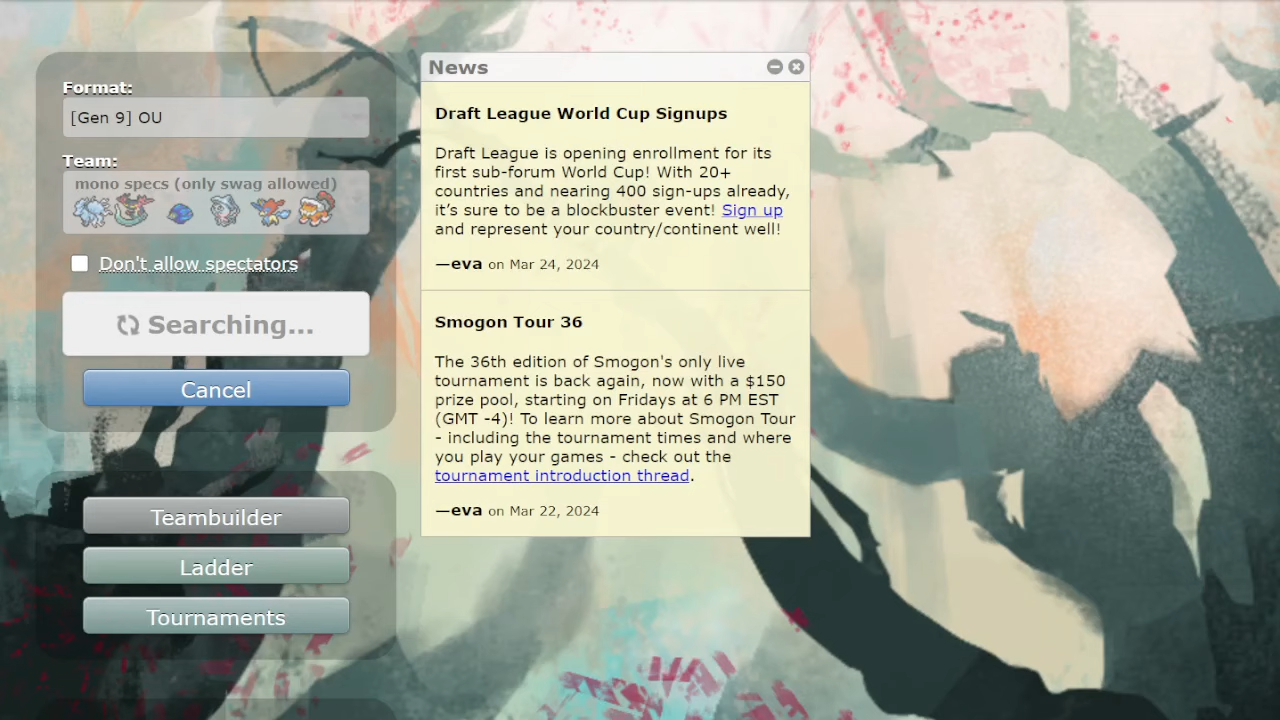 Format:
[Gen 9] OU
Team:
mono specs (only swag allowed)
Don't allow spectators
Searching...
Cancel
Teambuilder
Ladder
Tournaments
News
Draft League World Cup Signups
Draft League is opening enrollment for its
first sub-forum World Cup! With 20+
countries and nearing 400 sign-ups already,
it’s sure to be a blockbuster event! Sign up
and represent your country/continent well!
—eva on Mar 24, 2024
Smogon Tour 36
The 36th edition of Smogon's only live
tournament is back again, now with a $150
prize pool, starting on Fridays at 6 PM EST
(GMT -4)! To learn more about Smogon Tour
- including the tournament times and where
you play your games - check out the
tournament introduction thread.
—eva on Mar 22, 2024